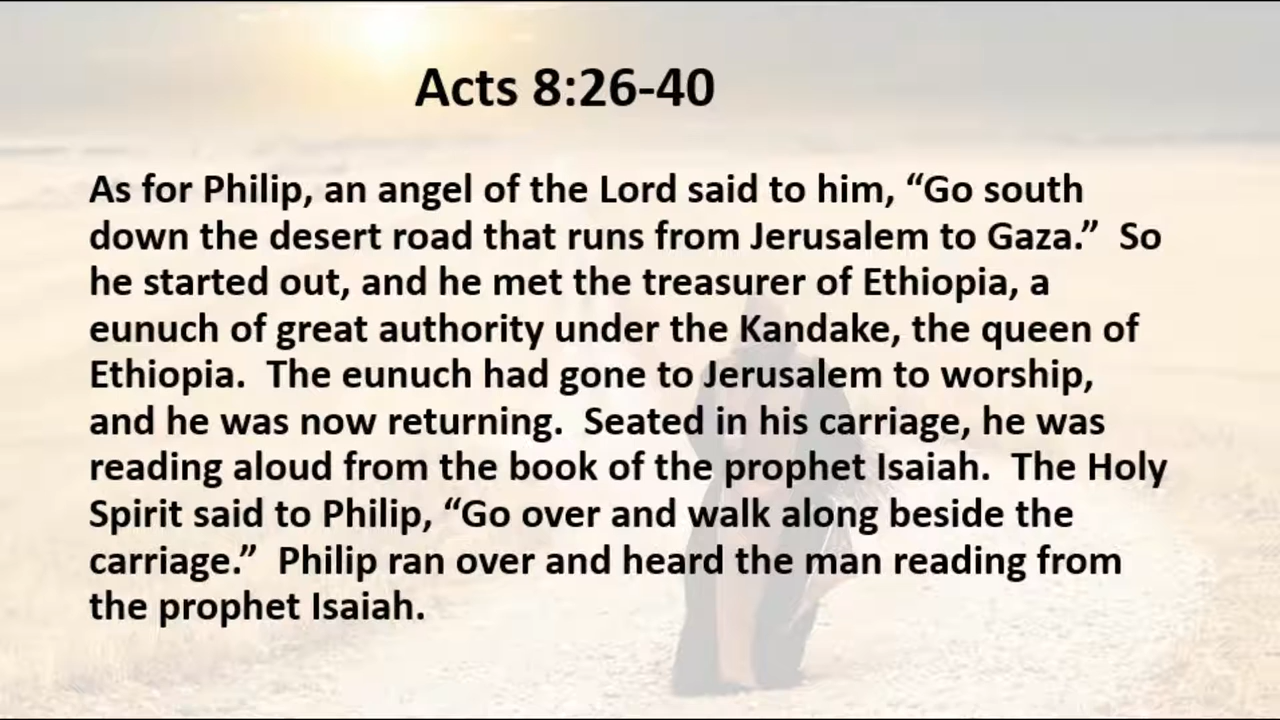 Acts 8:26-40
As for Philip, an angel of the Lord said to him, “Go south
down the desert road that runs from Jerusalem to Gaza.”  So
he started out, and he met the treasurer of Ethiopia, a
eunuch of great authority under the Kandake, the queen of
Ethiopia.  The eunuch had gone to Jerusalem to worship,
and he was now returning.  Seated in his carriage, he was
reading aloud from the book of the prophet Isaiah.  The Holy
Spirit said to Philip, “Go over and walk along beside the
carriage.”  Philip ran over and heard the man reading from
the prophet Isaiah.